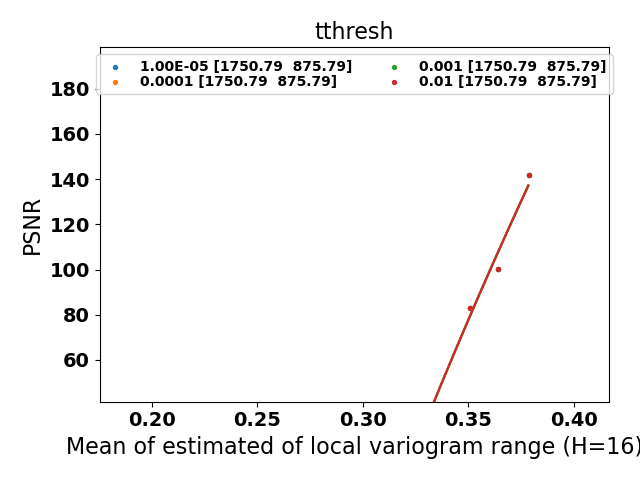 tthresh
1.00E-05 [1750.79  875.79]
0.0001 [1750.79  875.79]
0.001 [1750.79  875.79]
0.01 [1750.79  875.79]
PSNR
180
160
140
120
100
80
60
0.20 0.25 0.30 0.35 0.40
Mean of estimated of local variogram range (H=16)